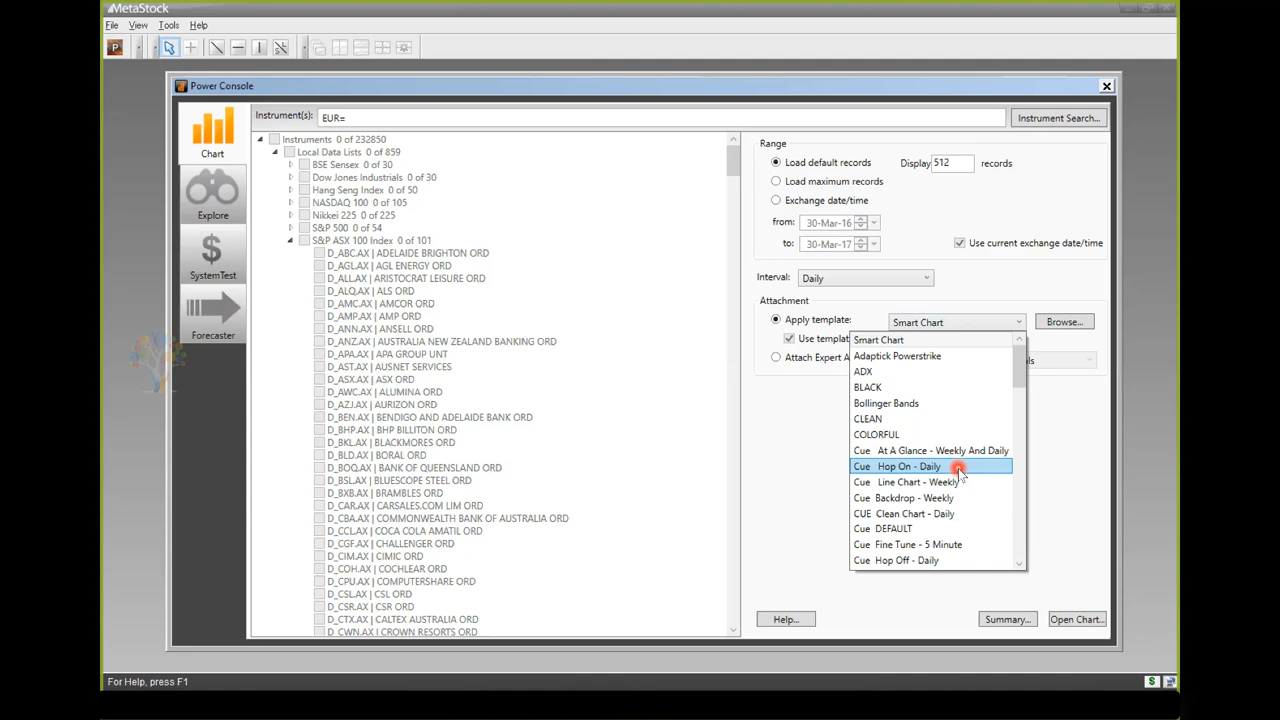 MetaStock
File View Tools Help
Power Console
Instrument(s): EUR= Instrument Search...
Chart
Explore
SystemTest
Forecaster
Instruments 0 of 232850
Local Data Lists 0 of 859
BSE Sensex 0 of 30
Dow Jones Industrials 0 of 30
Hang Seng Index 0 of 50
NASDAQ 100 0 of 105
Nikkei 225 0 of 225
S&P 500 0 of 54
S&P ASX 100 Index 0 of 101
D_ABC.AX | ADELAIDE BRIGHTON ORD
D_AGL.AX | AGL ENERGY ORD
D_ALL.AX | ARISTOCRAT LEISURE ORD
D_ALQ.AX | ALS ORD
D_AMC.AX | AMCOR ORD
D_AMP.AX | AMP ORD
D_ANN.AX | ANSELL ORD
D_ANZ.AX | AUSTRALIA NEW ZEALAND BANKING ORD
D_APA.AX | APA GROUP UNT
D_AST.AX | AUSNET SERVICES
D_ASX.AX | ASX ORD
D_AWC.AX | ALUMINA ORD
D_AZJ.AX | AURIZON ORD
D_BEN.AX | BENDIGO AND ADELAIDE BANK ORD
D_BHP.AX | BHP BILLITON ORD
D_BKL.AX | BLACKMORES ORD
D_BLD.AX | BORAL ORD
D_BOQ.AX | BANK OF QUEENSLAND ORD
D_BSL.AX | BLUESCOPE STEEL ORD
D_BXB.AX | BRAMBLES ORD
D_CAR.AX | CARSALES.COM LIM ORD
D_CBA.AX | COMMONWEALTH BANK OF AUSTRALIA ORD
D_CCL.AX | COCA COLA AMATIL ORD
D_CGF.AX | CHALLENGER ORD
D_CIM.AX | CIMIC ORD
D_COH.AX | COCHLEAR ORD
D_CPU.AX | COMPUTERSHARE ORD
D_CSL.AX | CSL ORD
D_CSR.AX | CSR ORD
D_CTX.AX | CALTEX AUSTRALIA ORD
D_CWN.AX | CROWN RESORTS ORD
Range
Load default records Display 512 records
Load maximum records
Exchange date/time
from: 30-Mar-16
to: 30-Mar-17 Use current exchange date/time
Interval: Daily
Attachment
Apply template: Smart Chart Browse...
Use templat
Attach Expert A
Smart Chart
Adaptick Powerstrike
ADX
BLACK
Bollinger Bands
CLEAN
COLORFUL
Cue At A Glance - Weekly And Daily
Cue Hop On - Daily
Cue Line Chart - Weekly
Cue Backdrop - Weekly
CUE Clean Chart - Daily
Cue DEFAULT
Cue Fine Tune - 5 Minute
Cue Hop Off - Daily
Help... Summary... Open Chart...
For Help, press F1